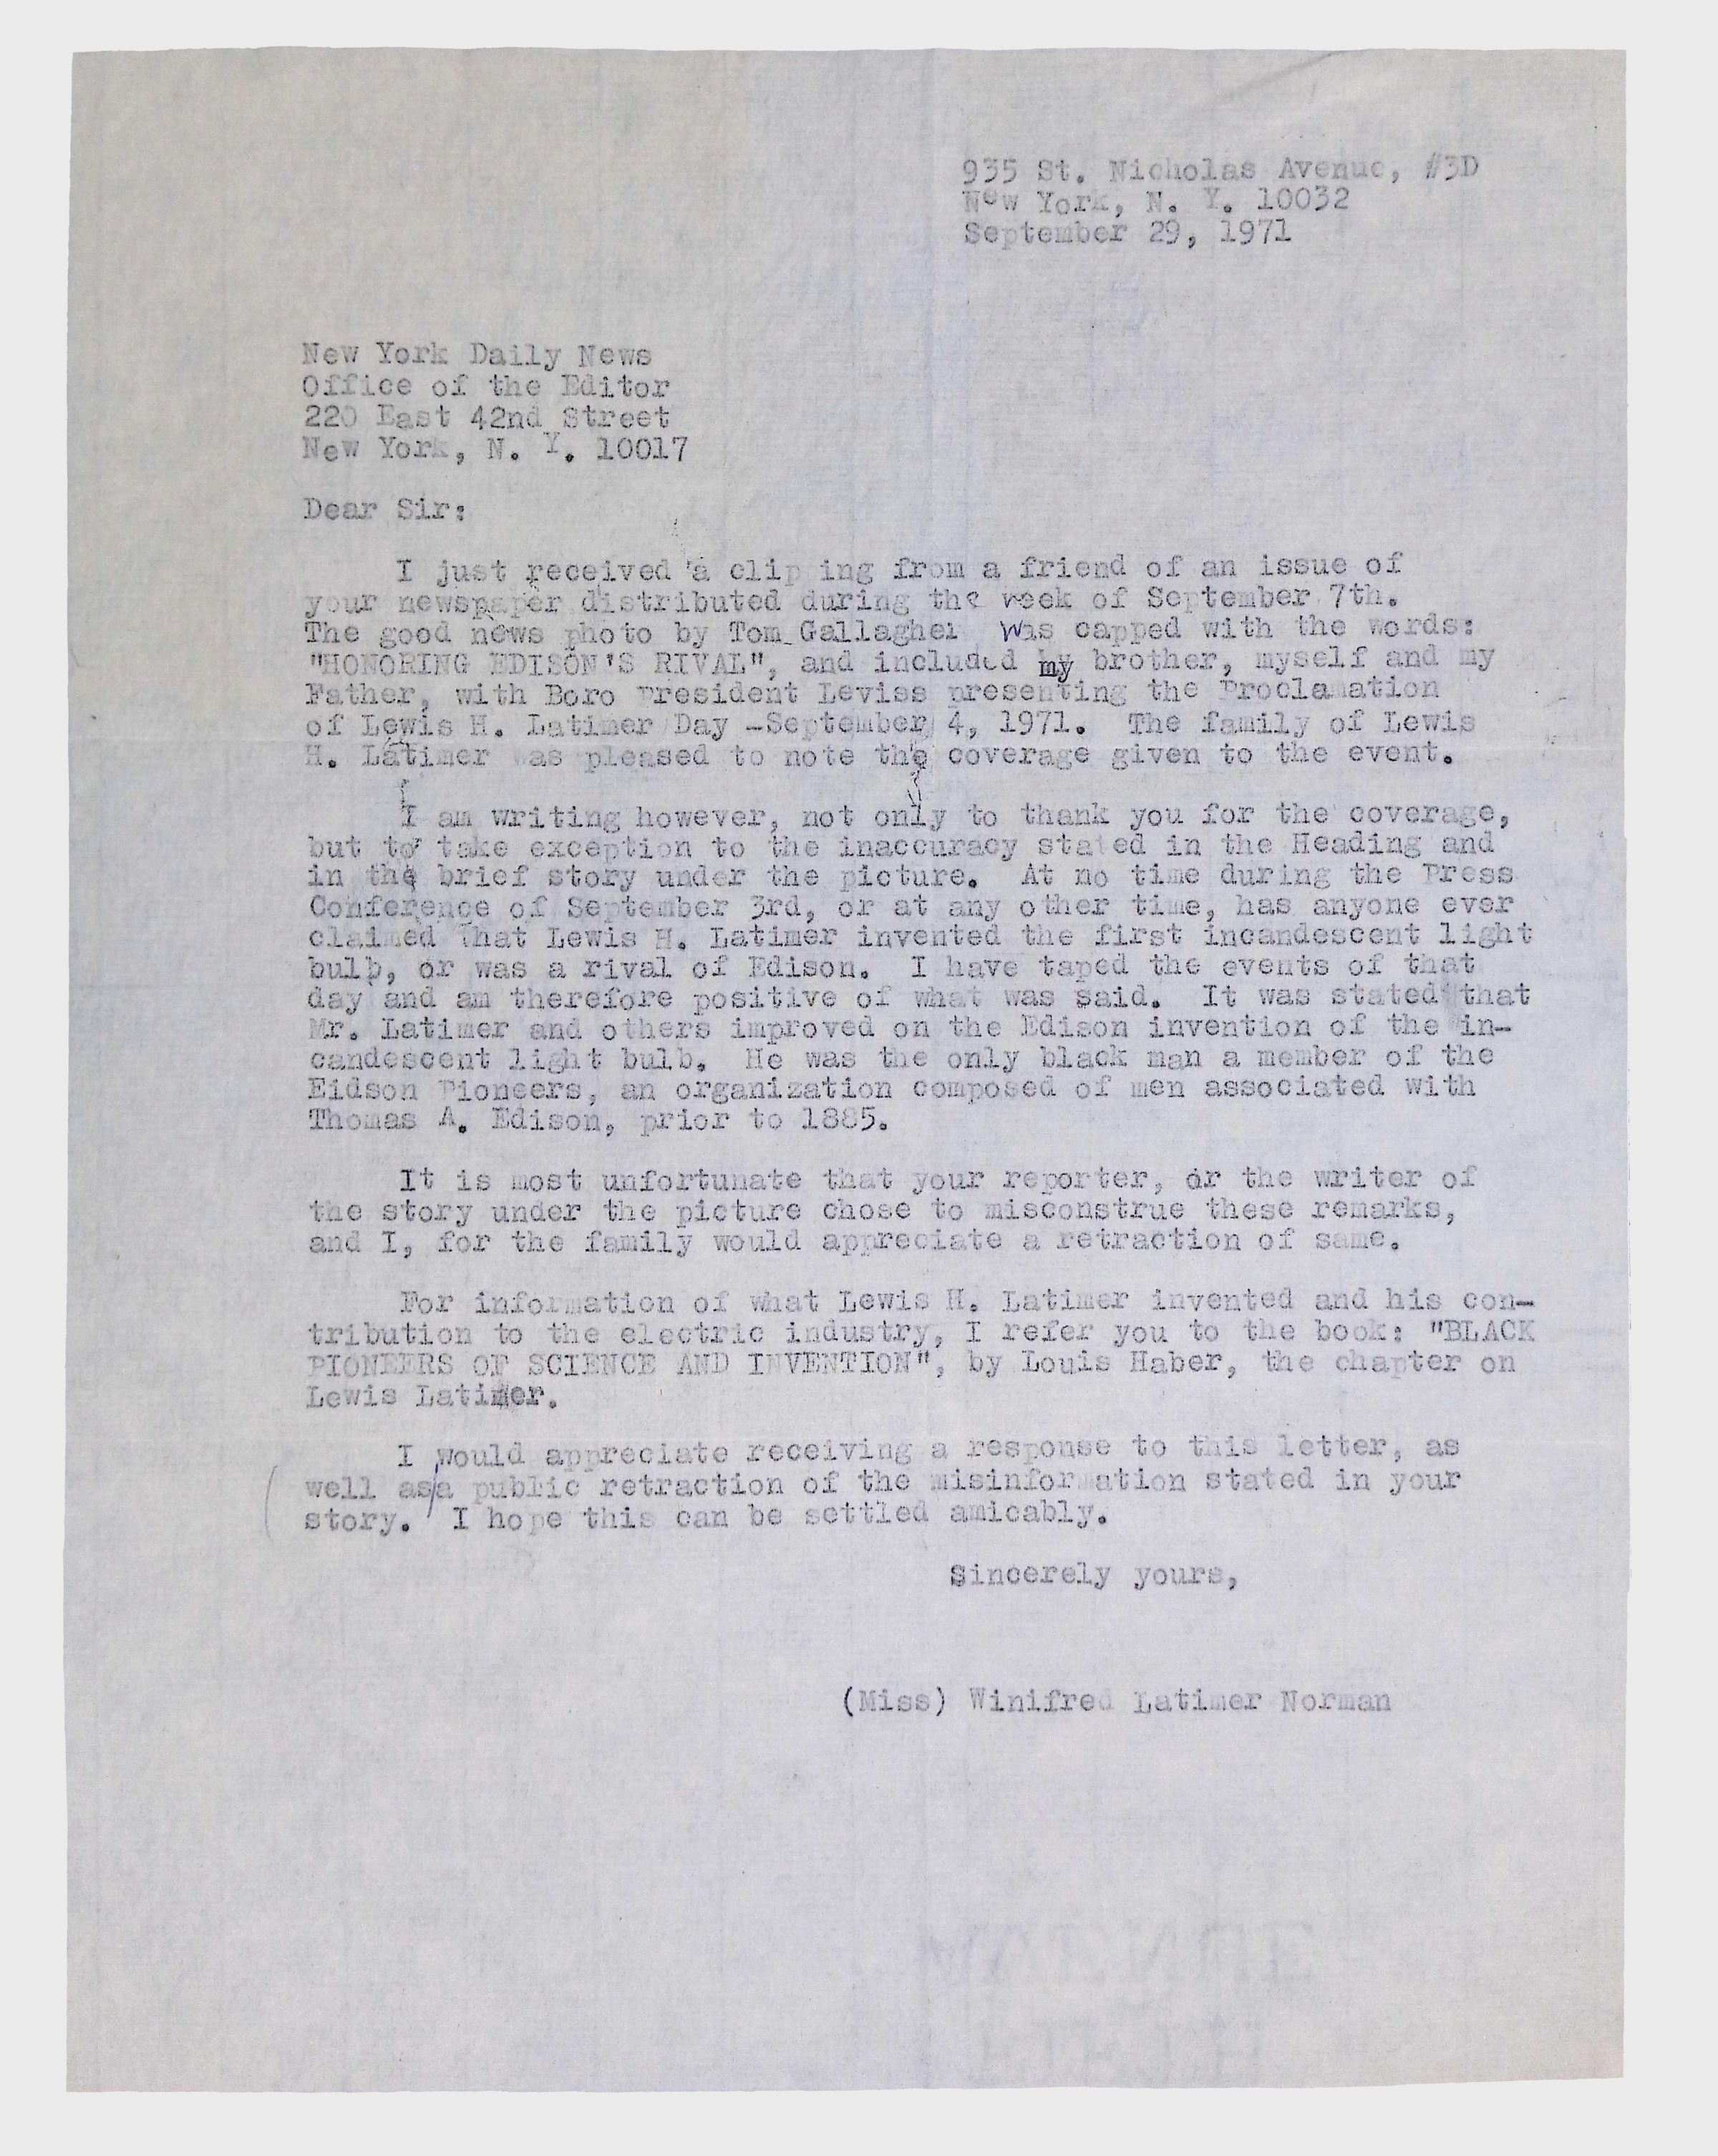 935 St. Nicholas Avenue, #3D
New York, N. Y. 10032
September 29, 1971
New York Daily News
Office of the Editor
220 East 42nd Street
New York, N. Y. 10017
Dear Sir:
I just received a clipping from a friend of an issue of
your newspaper distributed during the week of September 7th.
The good news photo by Tom Gallagher was capped with the words:
"HONORING EDISON'S RIVAL", and included my brother, myself and my
Father, with Boro President Leviss presenting the Proclamation
of Lewis H. Latimer Day -September 4, 1971. The family of Lewis
H. Latimer was pleased to note the coverage given to the event.
I am writing however, not only to thank you for the coverage,
but to take exception to the inaccuracy stated in the Heading and
in the brief story under the picture. At no time during the Press
Conference of September 3rd, or at any other time, has anyone ever
claimed that Lewis H. Latimer invented the first incandescent light
bulb, or was a rival of Edison. I have taped the events of that
day and am therefore positive of what was said. It was stated that
Mr. Latimer and others improved on the Edison invention of the in-
candescent light bulb. He was the only black man a member of the
Eidson Pioneers, an organization composed of men associated with
Thomas A. Edison, prior to 1885.
It is most unfortunate that your reporter, or the writer of
the story under the picture chose to misconstrue these remarks,
and I, for the family would appreciate a retraction of same.
For information of what Lewis H. Latimer invented and his con-
tribution to the electric industry, I refer you to the book: "BLACK
PIONEERS OF SCIENCE AND INVENTION", by Louis Haber, the chapter on
Lewis Latimer.
I would appreciate receiving a response to this letter, as
well as/a public retraction of the misinformation stated in your
story. I hope this can be settled amicably.
Sincerely yours,
(Miss) Winifred Latimer Norman